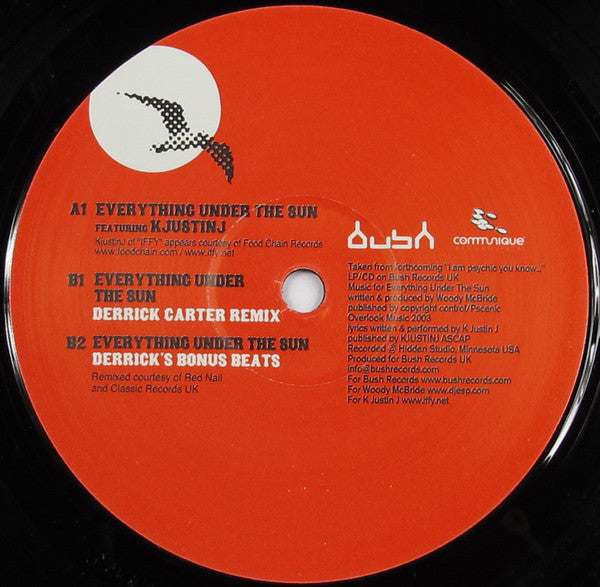 A1 EVERYTHING UNDER THE SUN
FEATURING KJUSTINJ
KjustinJ of "IFFY" appears courtesy of Food Chain Records
www.foodchain.com / www.iffy.net
B1 EVERYTHING UNDER
THE SUN
DERRICK CARTER REMIX
B2 EVERYTHING UNDER THE SUN
DERRICK'S BONUS BEATS
Remixed courtesy of Red Nail
and Classic Records UK
bush
communique
Taken from forthcoming "I am psychic you know..."
LP/CD on Bush Records UK
Music for Everything Under The Sun
written & produced by Woody McBride
published by copyright control/Pscenic
Overlook Music 2003
lyrics written & performed by K Justin J
published by KJUSTINJ ASCAP
Recorded @ Hidden Studio, Minnesota USA
Produced for Bush Records UK
info@bushrecords.com
For Bush Records www.bushrecords.com
For Woody McBride www.djesp.com
For K Justin J www.iffy.net